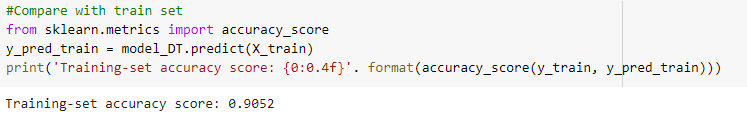 #Compare with train set
from sklearn.metrics import accuracy_score
y_pred_train = model_DT.predict(X_train)
print('Training-set accuracy score: {0:0.4f}'. format(accuracy_score(y_train, y_pred_train)))
Training-set accuracy score: 0.9052